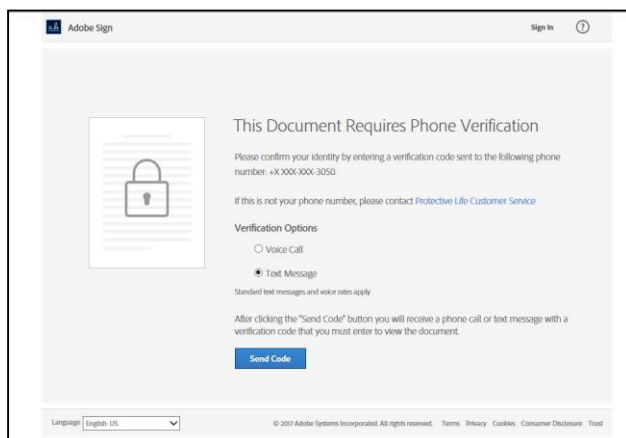 Adobe Sign
Sign In
?
This Document Requires Phone Verification
Please confirm your identity by entering a verification code sent to the following phone
number: +X XXX-XXX-3050.
If this is not your phone number, please contact Protective Life Customer Service
Verification Options
Voice Call
Text Message
Standard text messages and voice rates apply
After clicking the "Send Code" button you will receive a phone call or text message with a
verification code that you must enter to view the document.
Send Code
Language English: US
© 2017 Adobe Systems Incorporated. All rights reserved. Terms Privacy Cookies Consumer Disclosure Trust